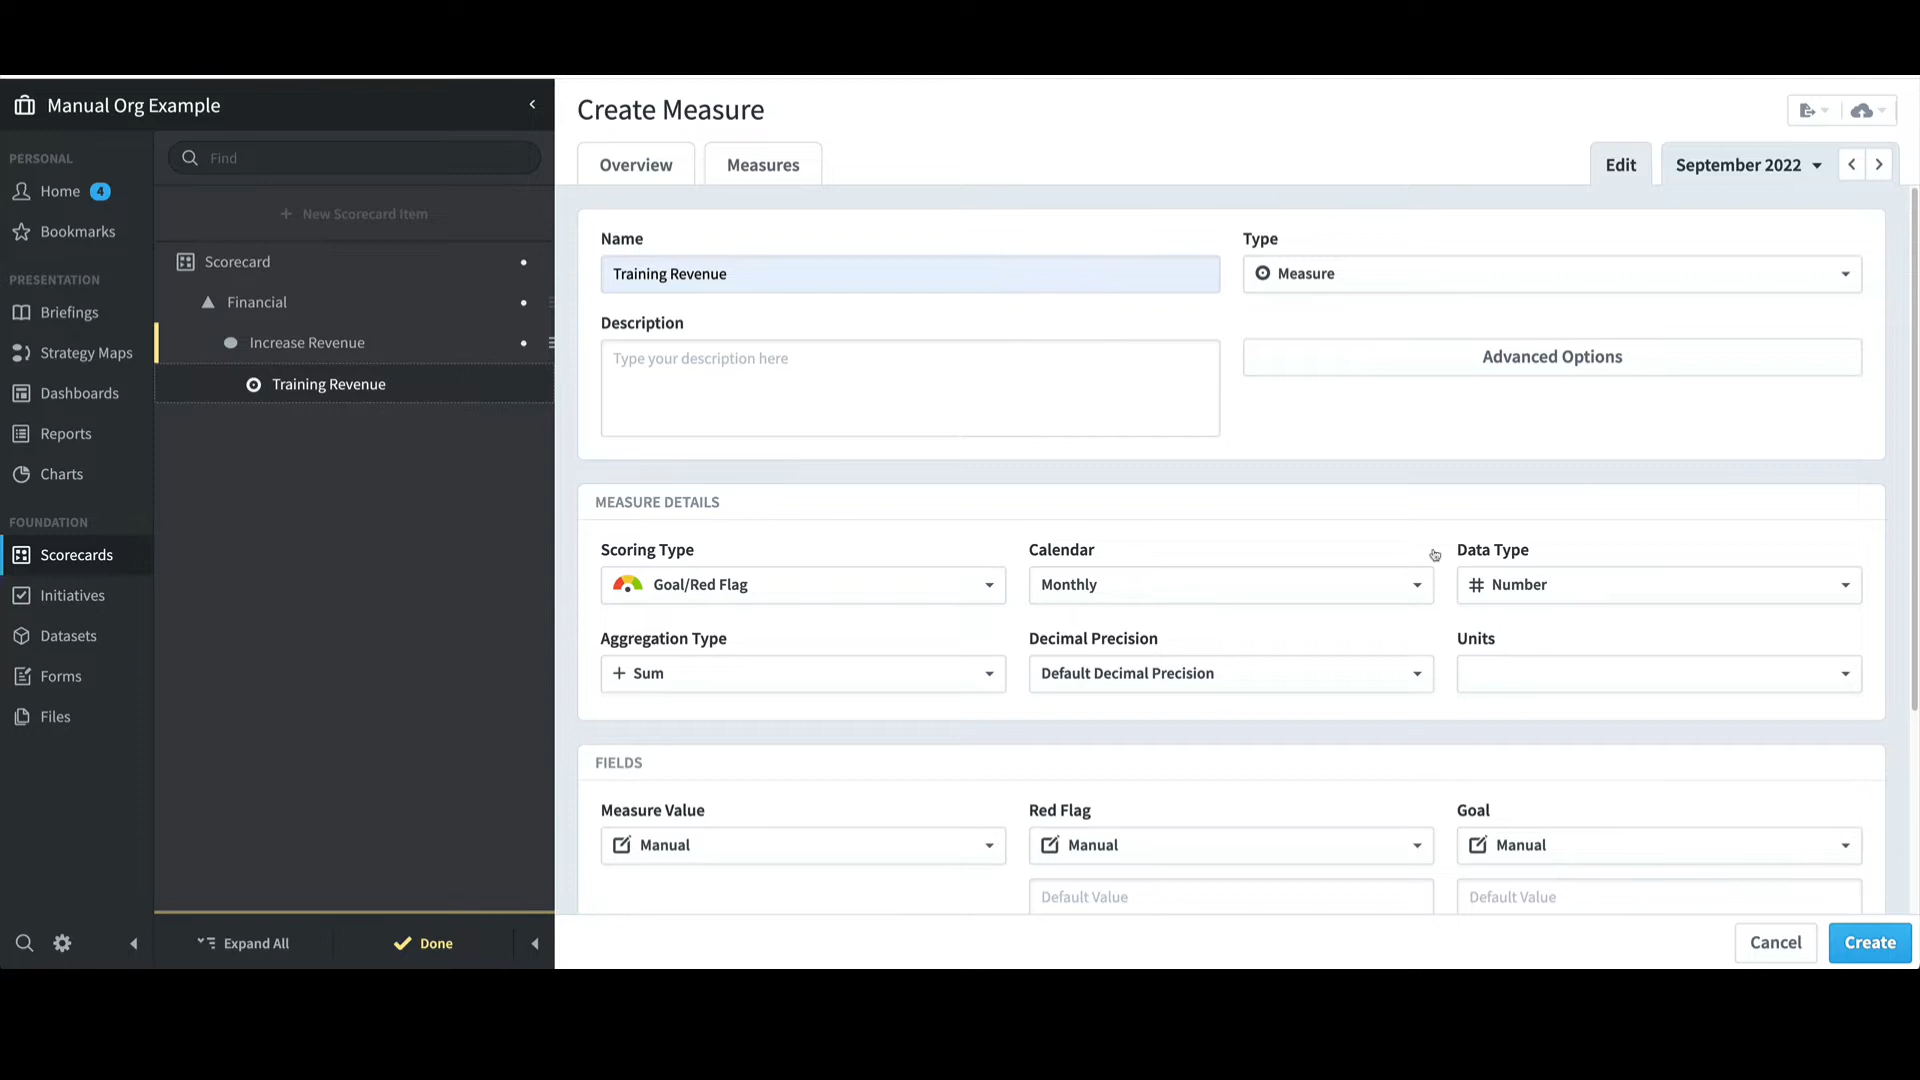 Manual Org Example
PERSONAL
Home 4
Bookmarks
PRESENTATION
Briefings
Strategy Maps
Dashboards
Reports
Charts
FOUNDATION
Scorecards
Initiatives
Datasets
Forms
Files
Find
+ New Scorecard Item
Scorecard
Financial
Increase Revenue
Training Revenue
Expand All
Done
Create Measure
Overview
Measures
Edit
September 2022
Name
Type
Training Revenue
Measure
Description
Type your description here
Advanced Options
MEASURE DETAILS
Scoring Type
Calendar
Data Type
Goal/Red Flag
Monthly
# Number
Aggregation Type
Decimal Precision
Units
+ Sum
Default Decimal Precision
FIELDS
Measure Value
Red Flag
Goal
Manual
Manual
Manual
Default Value
Default Value
Cancel
Create